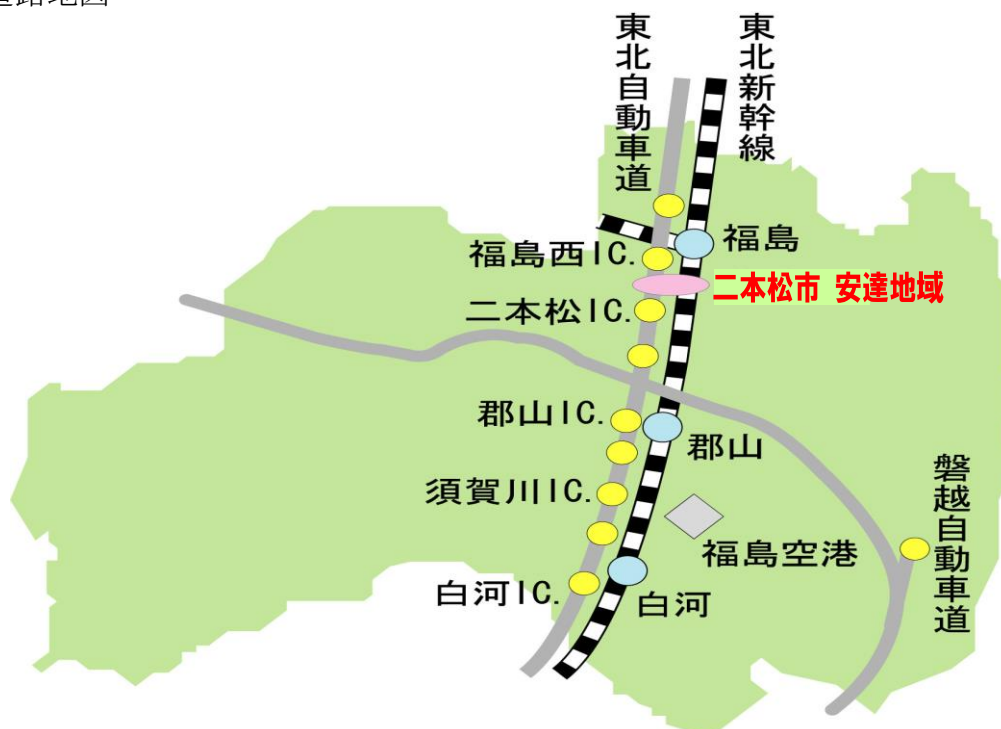 東北自動車道
東北新幹線
福島
福島西IC.
二本松市 安達地域
二本松IC.
郡山IC.
郡山
須賀川IC.
磐越自動車道
福島空港
白河IC.
白河